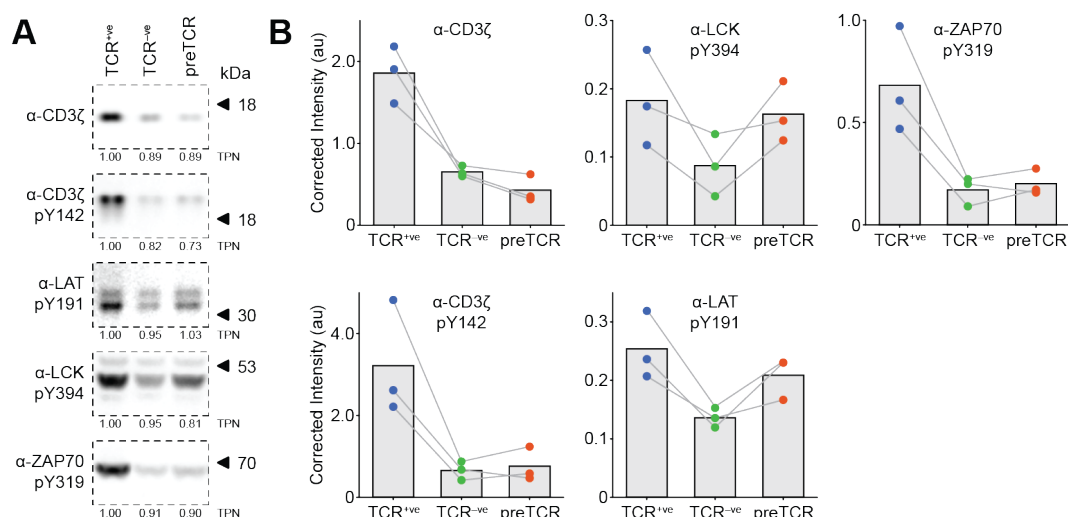 A
TCR+ve
TCR–ve
preTCR
kDa
α-CD3ζ
18
1.00 0.89 0.89 TPN
α-CD3ζ
pY142
18
1.00 0.82 0.73 TPN
α-LAT
pY191
30
1.00 0.95 1.03 TPN
α-LCK
pY394
53
1.00 0.95 0.81 TPN
α-ZAP70
pY319
70
1.00 0.91 0.90 TPN
B
Corrected Intensity (au)
α-CD3ζ
2.0
1.0
0
TCR+ve TCR–ve preTCR
α-LCK
pY394
0.3
0.2
0.1
0
TCR+ve TCR–ve preTCR
α-ZAP70
pY319
1.0
0.5
0
TCR+ve TCR–ve preTCR
Corrected Intensity (au)
α-CD3ζ
pY142
4.0
2.0
0
TCR+ve TCR–ve preTCR
α-LAT
pY191
0.3
0.2
0.1
0
TCR+ve TCR–ve preTCR